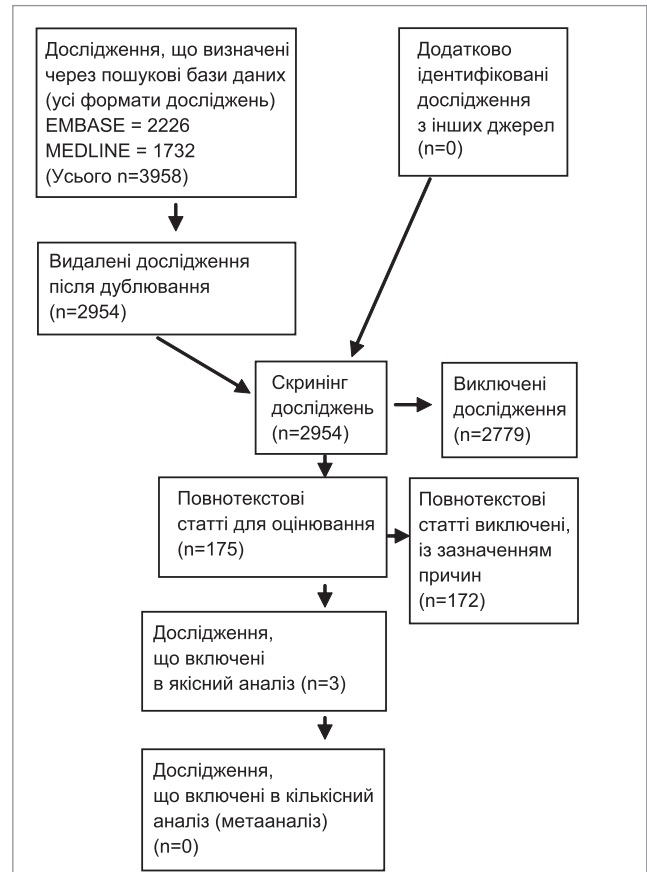 Дослідження, що визначені
через пошукові бази даних
(усі формати досліджень)
EMBASE = 2226
MEDLINE = 1732
(Усього n=3958)
Додатково
ідентифіковані
дослідження
з інших джерел
(n=0)
Видалені дослідження
після дублювання
(n=2954)
Скринінг
досліджень
(n=2954)
Виключені
дослідження
(n=2779)
Повнотекстові
статті для оцінювання
(n=175)
Повнотекстові
статті виключені,
із зазначенням
причин
(n=172)
Дослідження,
що включені
в якісний аналіз (n=3)
Дослідження,
що включені в кількісний
аналіз (метааналіз)
(n=0)